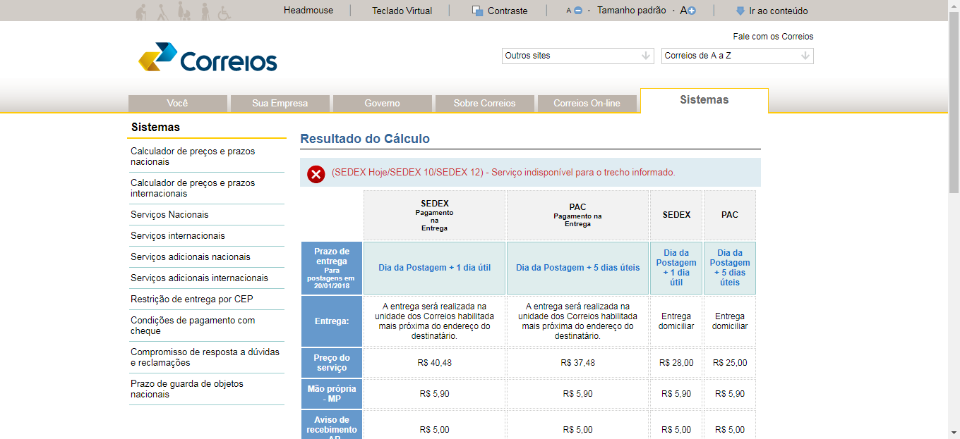 Headmouse | Teclado Virtual | Contraste | A - Tamanho padrão - A | Ir ao conteúdo
Fale com os Correios
Correios
Outros sites
Correios de A a Z
Você
Sua Empresa
Governo
Sobre Correios
Correios On-line
Sistemas
Sistemas
Calculador de preços e prazos
nacionais
Calculador de preços e prazos
internacionais
Serviços Nacionais
Serviços internacionais
Serviços adicionais nacionais
Serviços adicionais internacionais
Restrição de entrega por CEP
Condições de pagamento com
cheque
Compromisso de resposta a dúvidas
e reclamações
Prazo de guarda de objetos
nacionais
Resultado do Cálculo
(SEDEX Hoje/SEDEX 10/SEDEX 12) - Serviço indisponível para o trecho informado.
SEDEX
Pagamento
na
Entrega
PAC
Pagamento na
Entrega
SEDEX
PAC
Prazo de
entrega
Para
postagens em
20/01/2018
Dia da Postagem + 1 dia útil
Dia da Postagem + 5 dias úteis
Dia da
Postagem
+ 1 dia
útil
Dia da
Postagem
+ 5 dias
úteis
Entrega:
A entrega será realizada na
unidade dos Correios habilitada
mais próxima do endereço do
destinatário.
A entrega será realizada na
unidade dos Correios habilitada
mais próxima do endereço do
destinatário.
Entrega
domiciliar
Entrega
domiciliar
Preço do
serviço
R$ 40,48
R$ 37,48
R$ 28,00
R$ 25,00
Mão própria
- MP
R$ 5,90
R$ 5,90
R$ 5,90
R$ 5,90
Aviso de
recebimento
AR
R$ 5,00
R$ 5,00
R$ 5,00
R$ 5,00